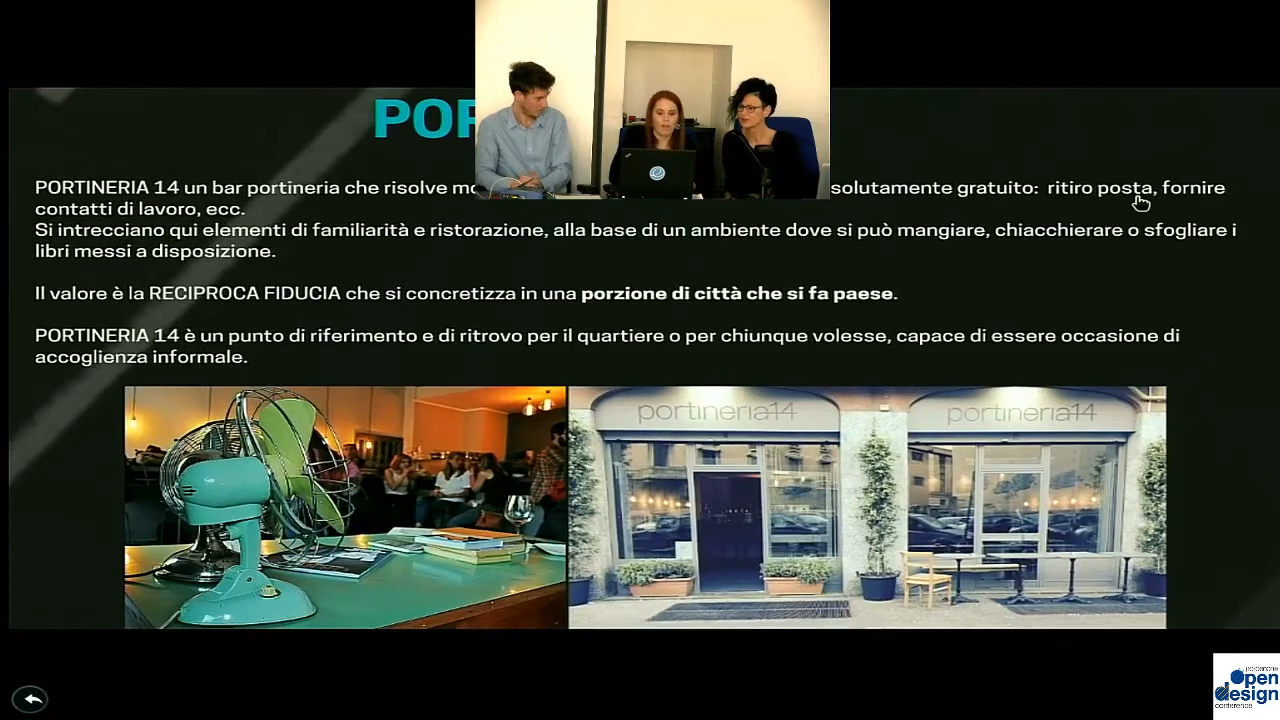 POR
PORTINERIA 14 un bar portineria che risolve mo
solutamente gratuito: ritiro posta, fornire
contatti di lavoro, ecc.
Si intrecciano qui elementi di familiarità e ristorazione, alla base di un ambiente dove si può mangiare, chiacchierare o sfogliare i
libri messi a disposizione.
Il valore è la RECIPROCA FIDUCIA che si concretizza in una porzione di città che si fa paese.
PORTINERIA 14 è un punto di riferimento e di ritrovo per il quartiere o per chiunque volesse, capace di essere occasione di
accoglienza informale.
portineria14
portineria14
pordenone
open
design
conference